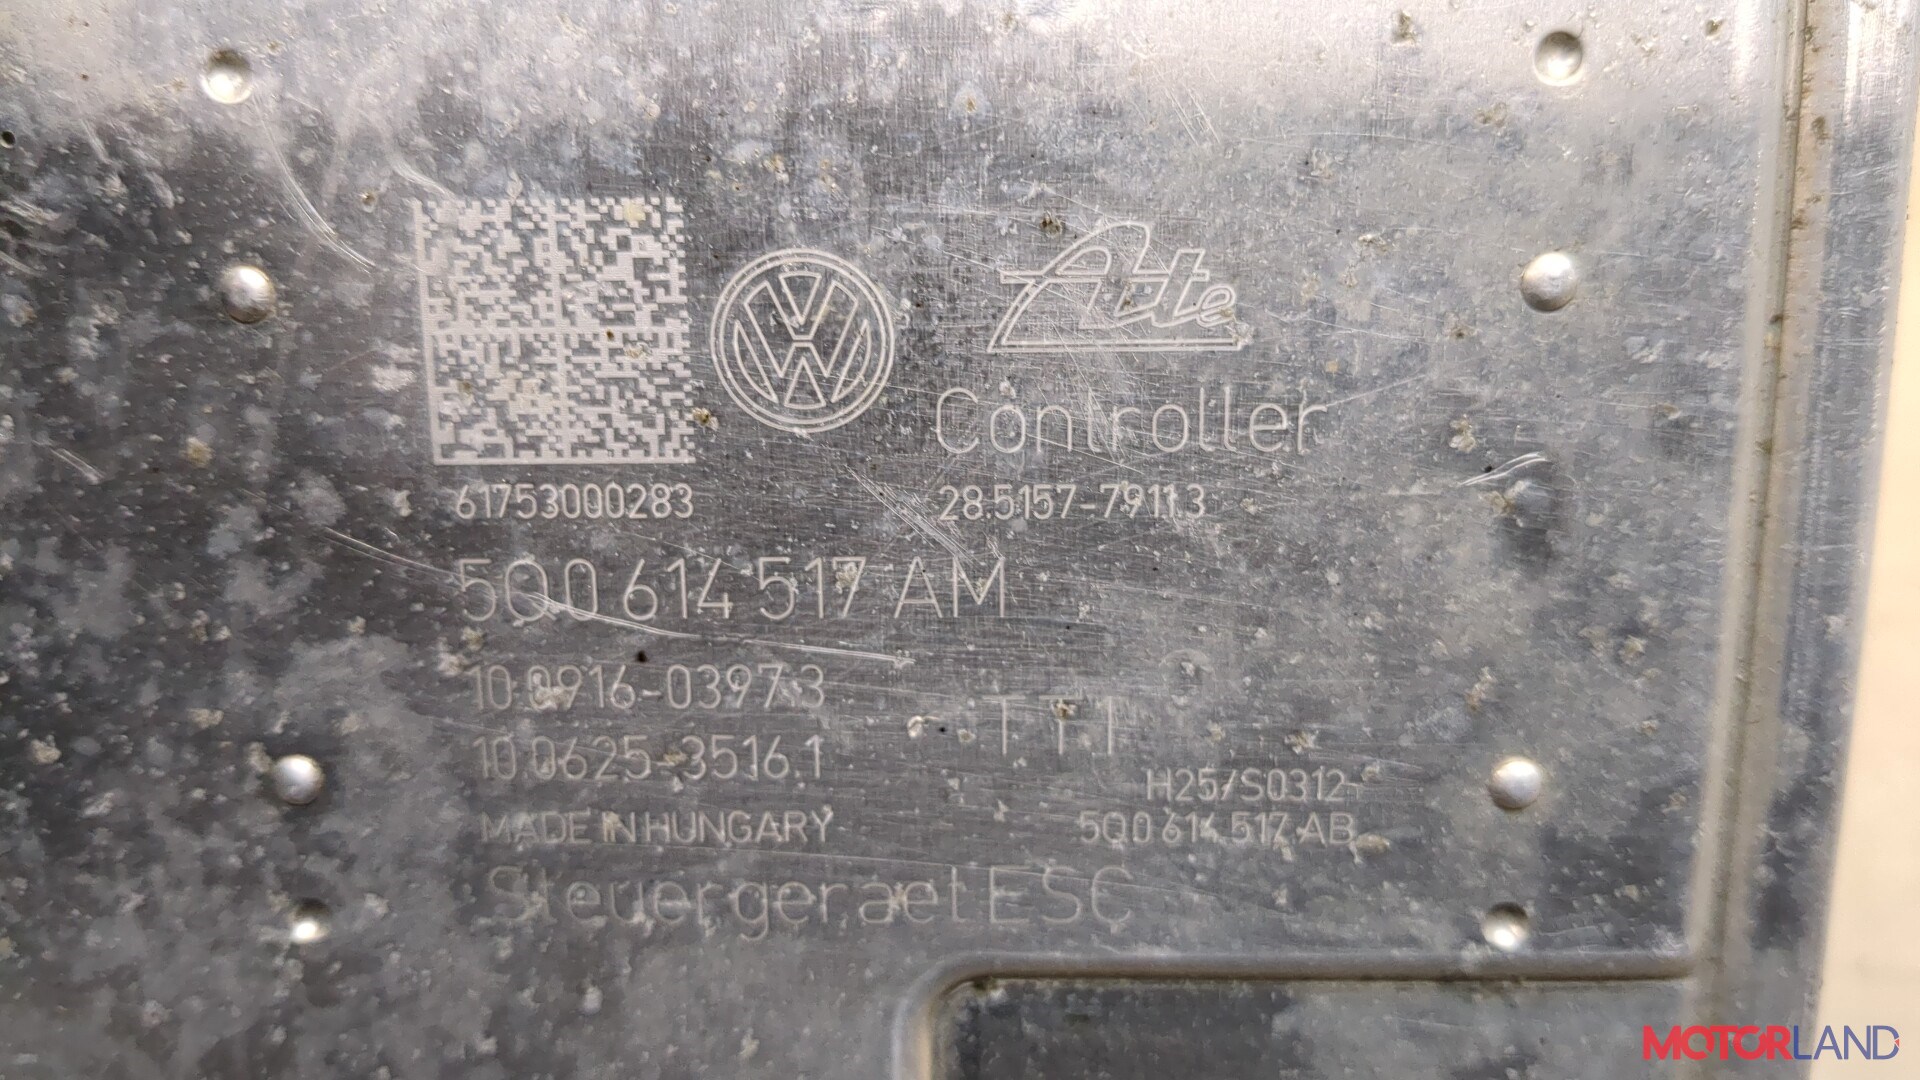 Ate
Controller
61753000283
28.5157-7911.3
5Q0 614 517 AM
10.0916-0397.3
10.0625-3516.1
H25/S0312
MADE IN HUNGARY
5Q0 614 517 AB
Steuergeraet ESC
MOTORLAND